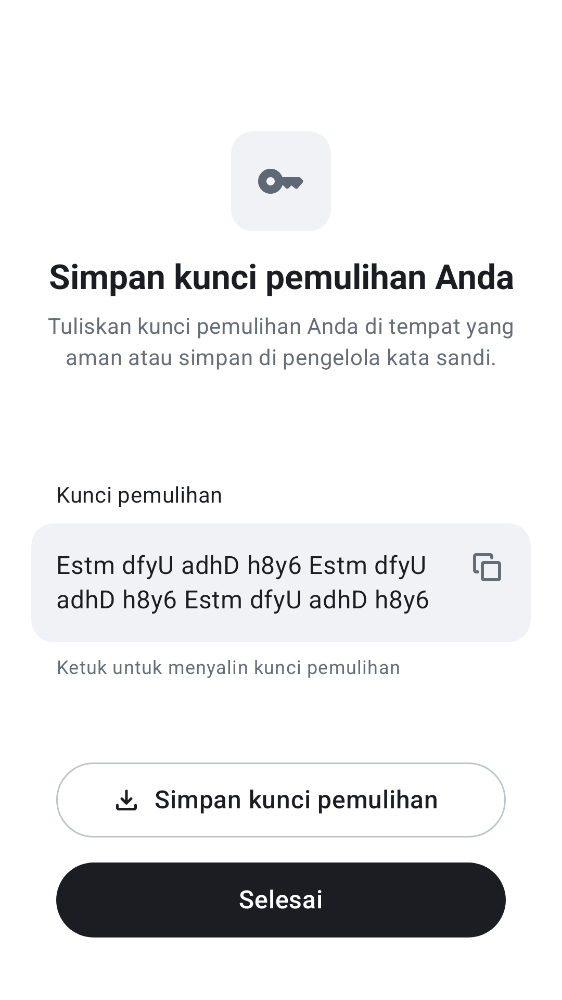 Simpan kunci pemulihan Anda
Tuliskan kunci pemulihan Anda di tempat yang
aman atau simpan di pengelola kata sandi.
Kunci pemulihan
Estm dfyU adhD h8y6 Estm dfyU
adhD h8y6 Estm dfyU adhD h8y6
Ketuk untuk menyalin kunci pemulihan
Simpan kunci pemulihan
Selesai